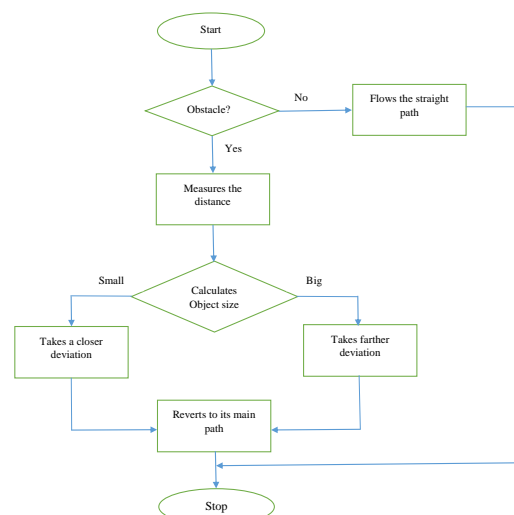 Start
Obstacle?
No
Flows the straight
path
Yes
Measures the
distance
Small
Calculates
Object size
Big
Takes a closer
deviation
Takes farther
deviation
Reverts to its main
path
Stop